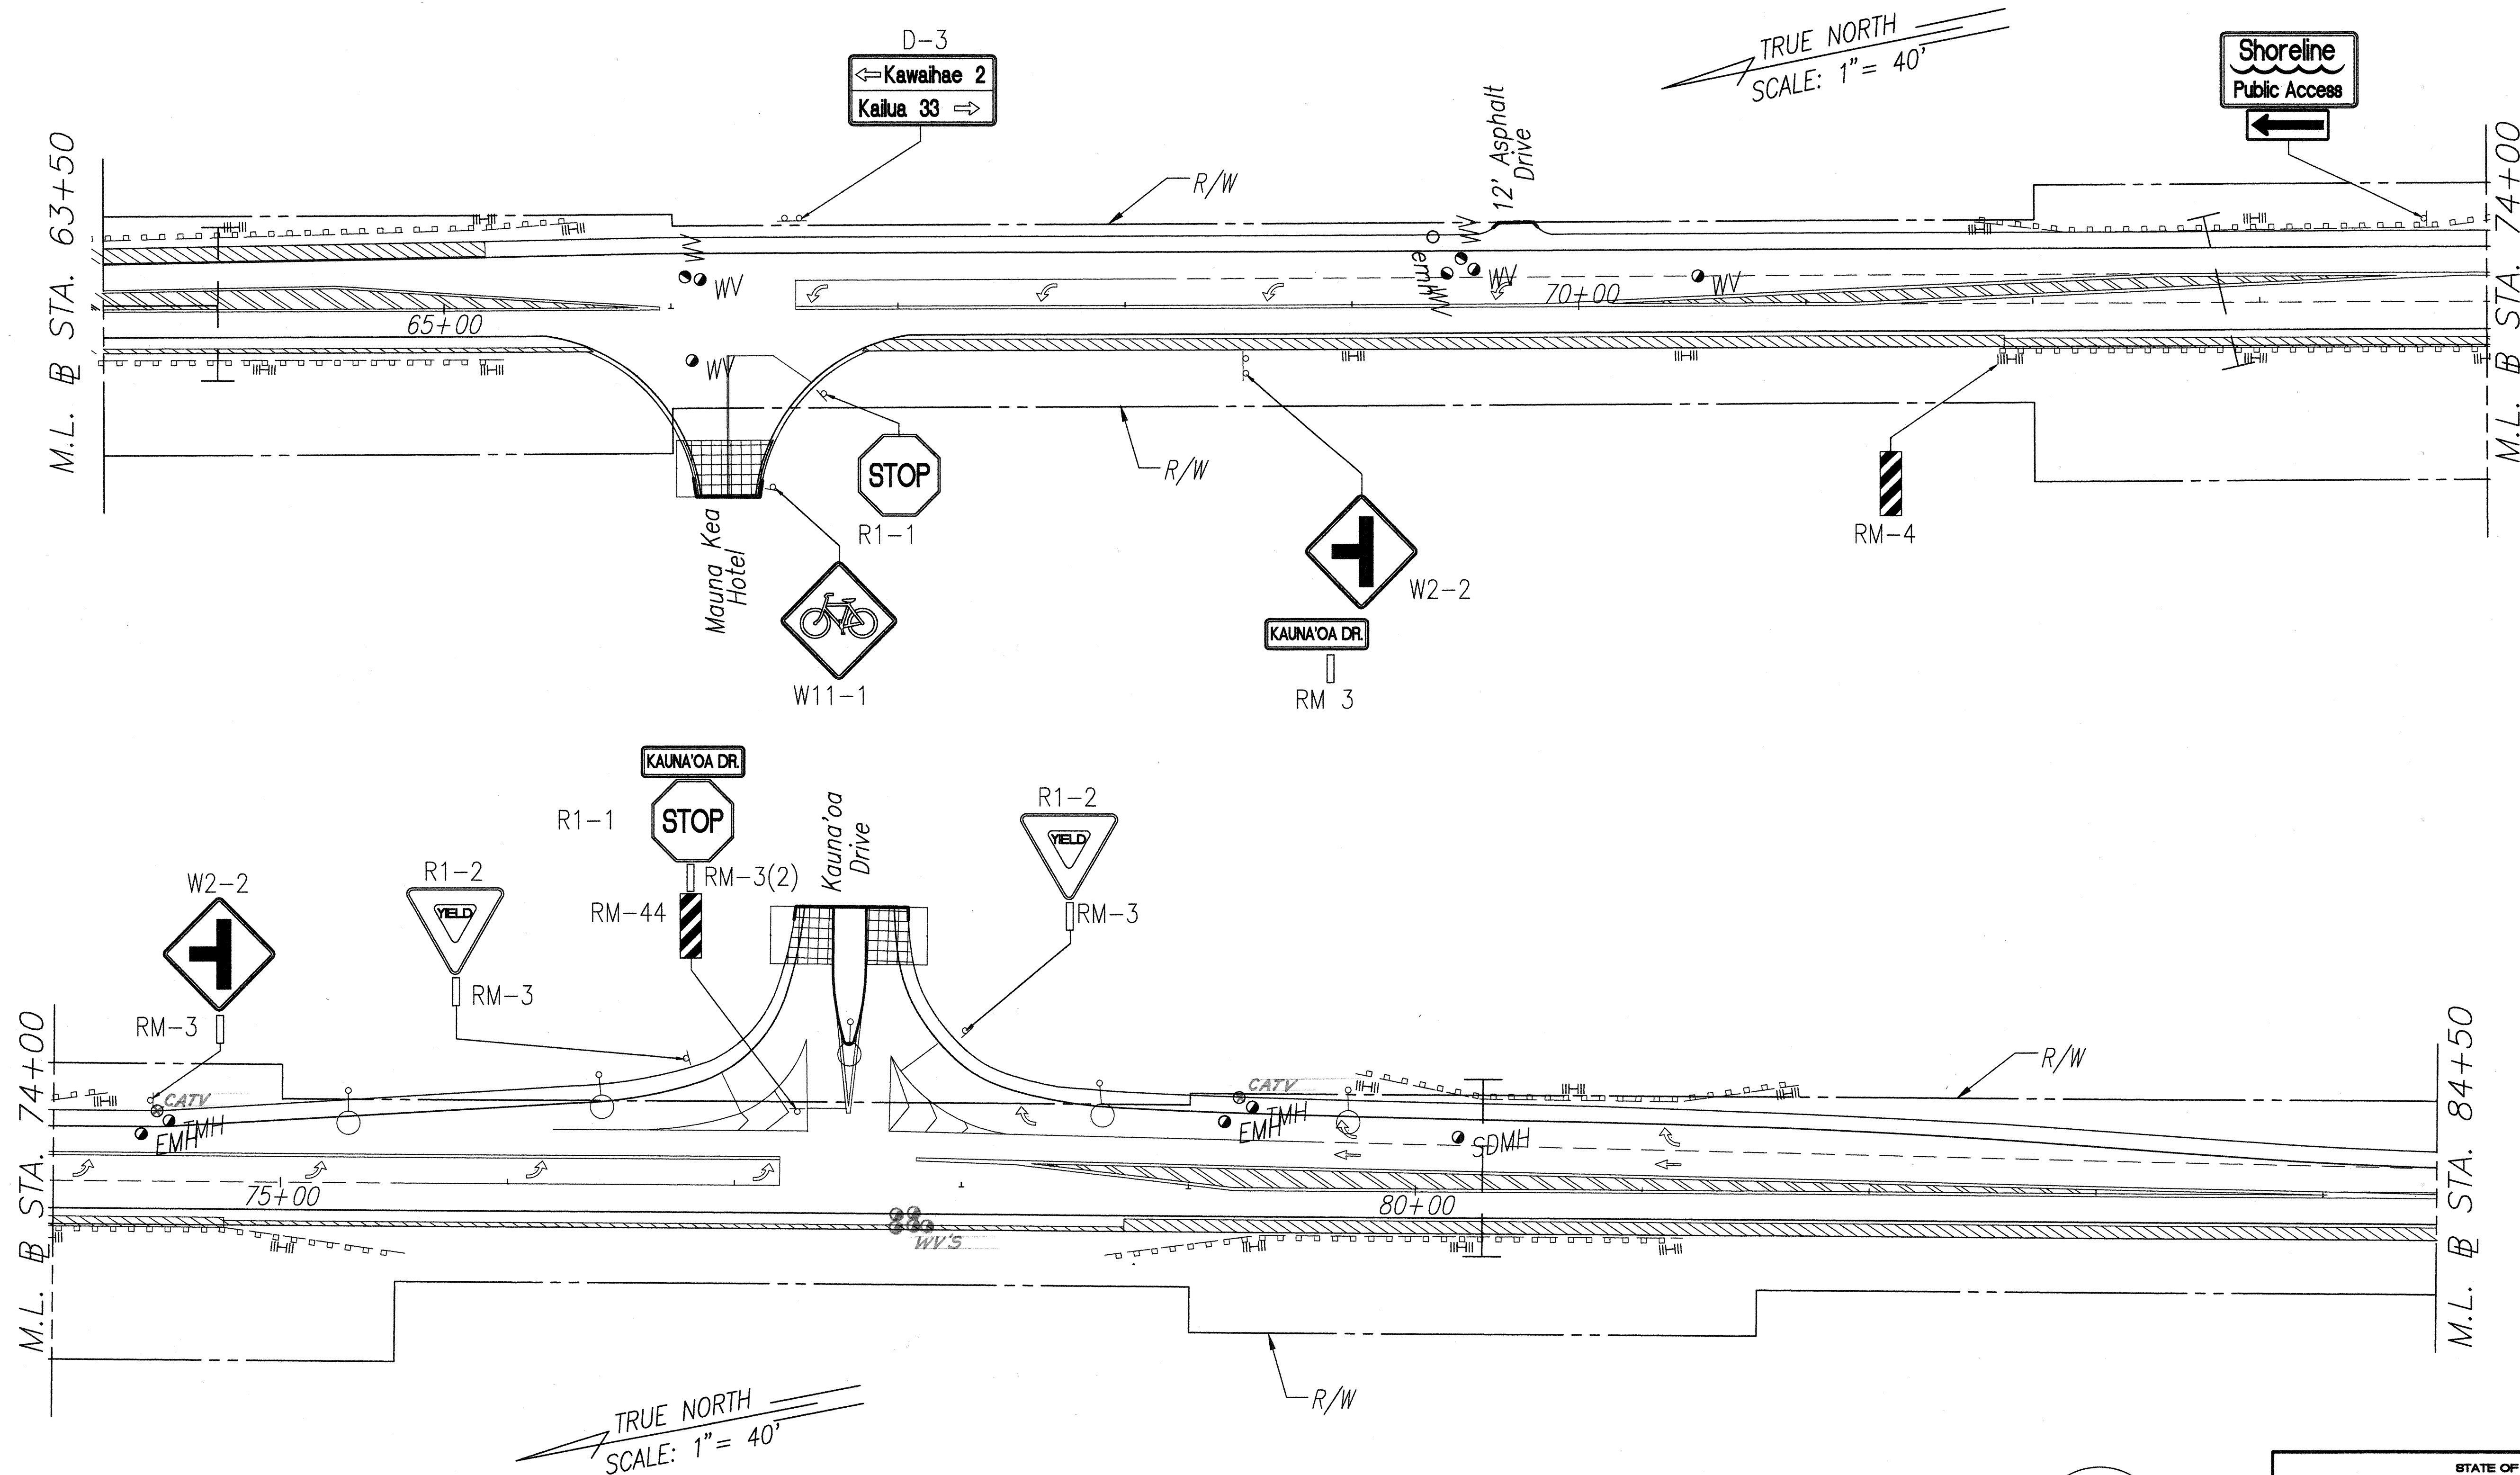 D-3
Kawaihae 2
Kailua 33
TRUE NORTH
SCALE: 1"= 40'
Shoreline
Public Access
M.L. BL STA. 63+50
R/W
12' Asphalt
Drive
M.L. BL STA. 74+00
WV
WV
WV
65+00
70+00
WV
R/W
STOP
R1-1
Mauna Kea
Hotel
W11-1
W2-2
KAUNA'OA DR.
RM 3
RM-4
KAUNA'OA DR.
R1-1
STOP
RM-3(2)
RM-44
Kauna'oa
Drive
R1-2
YIELD
RM-3
R1-2
YIELD
RM-3
W2-2
RM-3
M.L. BL STA. 74+00
CATV
TMH
EMH
75+00
WV'S
CATV
TMH
EMH
SDMH
80+00
R/W
M.L. BL STA. 84+50
R/W
TRUE NORTH
SCALE: 1"= 40'
STATE OF